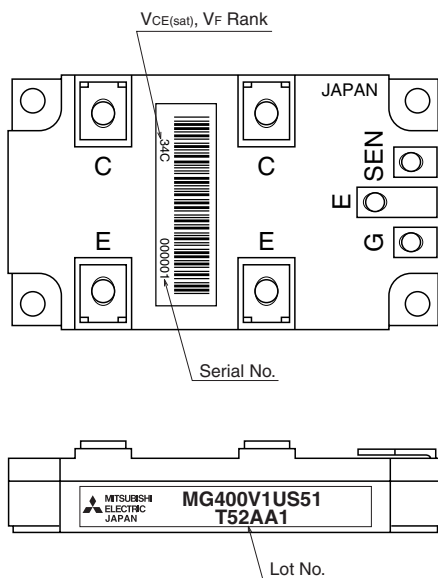 VCE(sat), VF Rank
JAPAN
34C
C
C
SEN
E
E
E
G
000001
Serial No.
MITSUBISHI
ELECTRIC
JAPAN
MG400V1US51
T52AA1
Lot No.